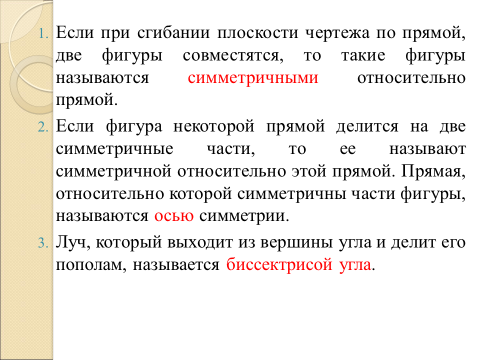 1. Если при сгибании плоскости чертежа по прямой,
две фигуры совместятся, то такие фигуры
называются симметричными относительно
прямой.
2. Если фигура некоторой прямой делится на две
симметричные части, то ее называют
симметричной относительно этой прямой. Прямая,
относительно которой симметричны части фигуры,
называются осью симметрии.
3. Луч, который выходит из вершины угла и делит его
пополам, называется биссектрисой угла.